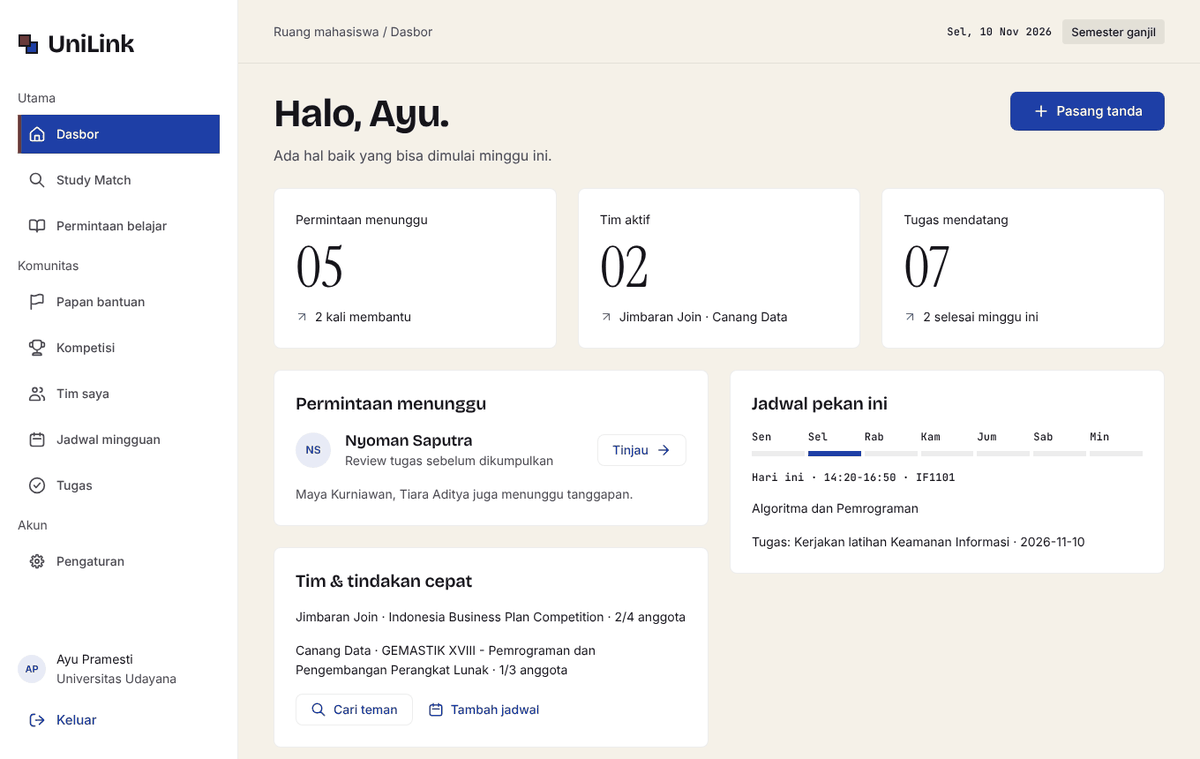 UniLink
Utama
Dasbor
Study Match
Permintaan belajar
Komunitas
Papan bantuan
Kompetisi
Tim saya
Jadwal mingguan
Tugas
Akun
Pengaturan
AP
Ayu Pramesti
Universitas Udayana
Keluar
Ruang mahasiswa / Dasbor
Sel, 10 Nov 2026
Semester ganjil
Halo, Ayu.
Ada hal baik yang bisa dimulai minggu ini.
+ Pasang tanda
Permintaan menunggu
05
2 kali membantu
Tim aktif
02
Jimbaran Join · Canang Data
Tugas mendatang
07
2 selesai minggu ini
Permintaan menunggu
NS
Nyoman Saputra
Review tugas sebelum dikumpulkan
Tinjau
Maya Kurniawan, Tiara Aditya juga menunggu tanggapan.
Tim & tindakan cepat
Jimbaran Join · Indonesia Business Plan Competition · 2/4 anggota
Canang Data · GEMASTIK XVIII - Pemrograman dan
Pengembangan Perangkat Lunak · 1/3 anggota
Cari teman
Tambah jadwal
Jadwal pekan ini
Sen Sel Rab Kam Jum Sab Min
Hari ini · 14:20-16:50 · IF1101
Algoritma dan Pemrograman
Tugas: Kerjakan latihan Keamanan Informasi · 2026-11-10